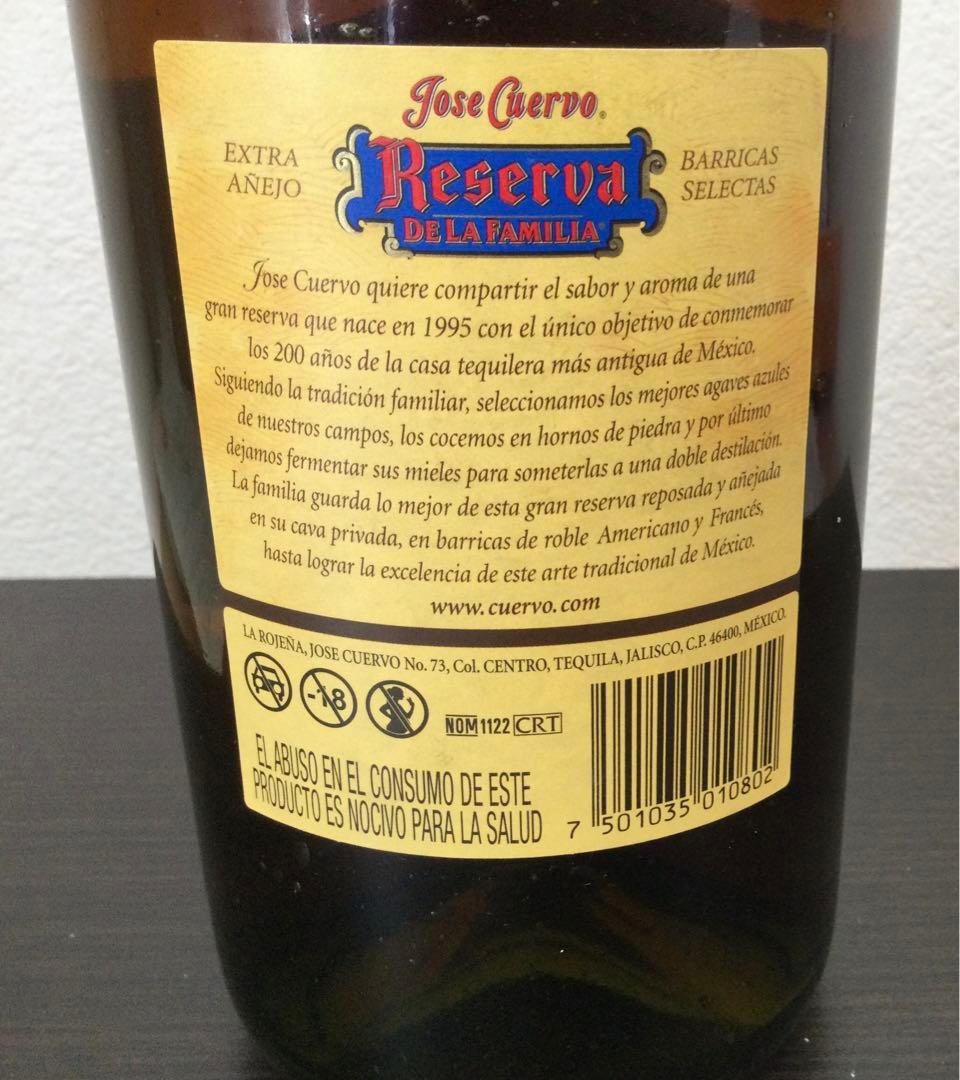 Jose Cuervo®
EXTRA AÑEJO
Reserva
DE LA FAMILIA®
BARRICAS SELECTAS
Jose Cuervo quiere compartir el sabor y aroma de una
gran reserva que nace en 1995 con el único objetivo de conmemorar
los 200 años de la casa tequilera más antigua de México.
Siguiendo la tradición familiar, seleccionamos los mejores agaves azules
de nuestros campos, los cocemos en hornos de piedra y por último
dejamos fermentar sus mieles para someterlas a una doble destilación.
La familia guarda lo mejor de esta gran reserva reposada y añejada
en su cava privada, en barricas de roble Americano y Francés,
hasta lograr la excelencia de este arte tradicional de México.
www.cuervo.com
LA ROJEÑA, JOSE CUERVO No. 73, Col. CENTRO, TEQUILA, JALISCO, C.P. 46400, MÉXICO.
-18
NOM 1122 CRT
EL ABUSO EN EL CONSUMO DE ESTE
PRODUCTO ES NOCIVO PARA LA SALUD
7 501035 010802